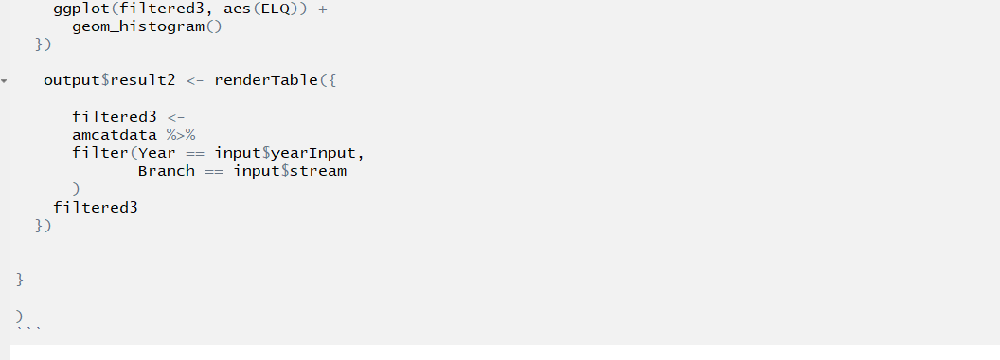 ggplot(filtered3, aes(ELQ)) +
geom_histogram()
})
output$result2 <- renderTable({
filtered3 <-
amcatdata %>%
filter(Year == input$yearInput,
Branch == input$stream
)
filtered3
})
}
)
```